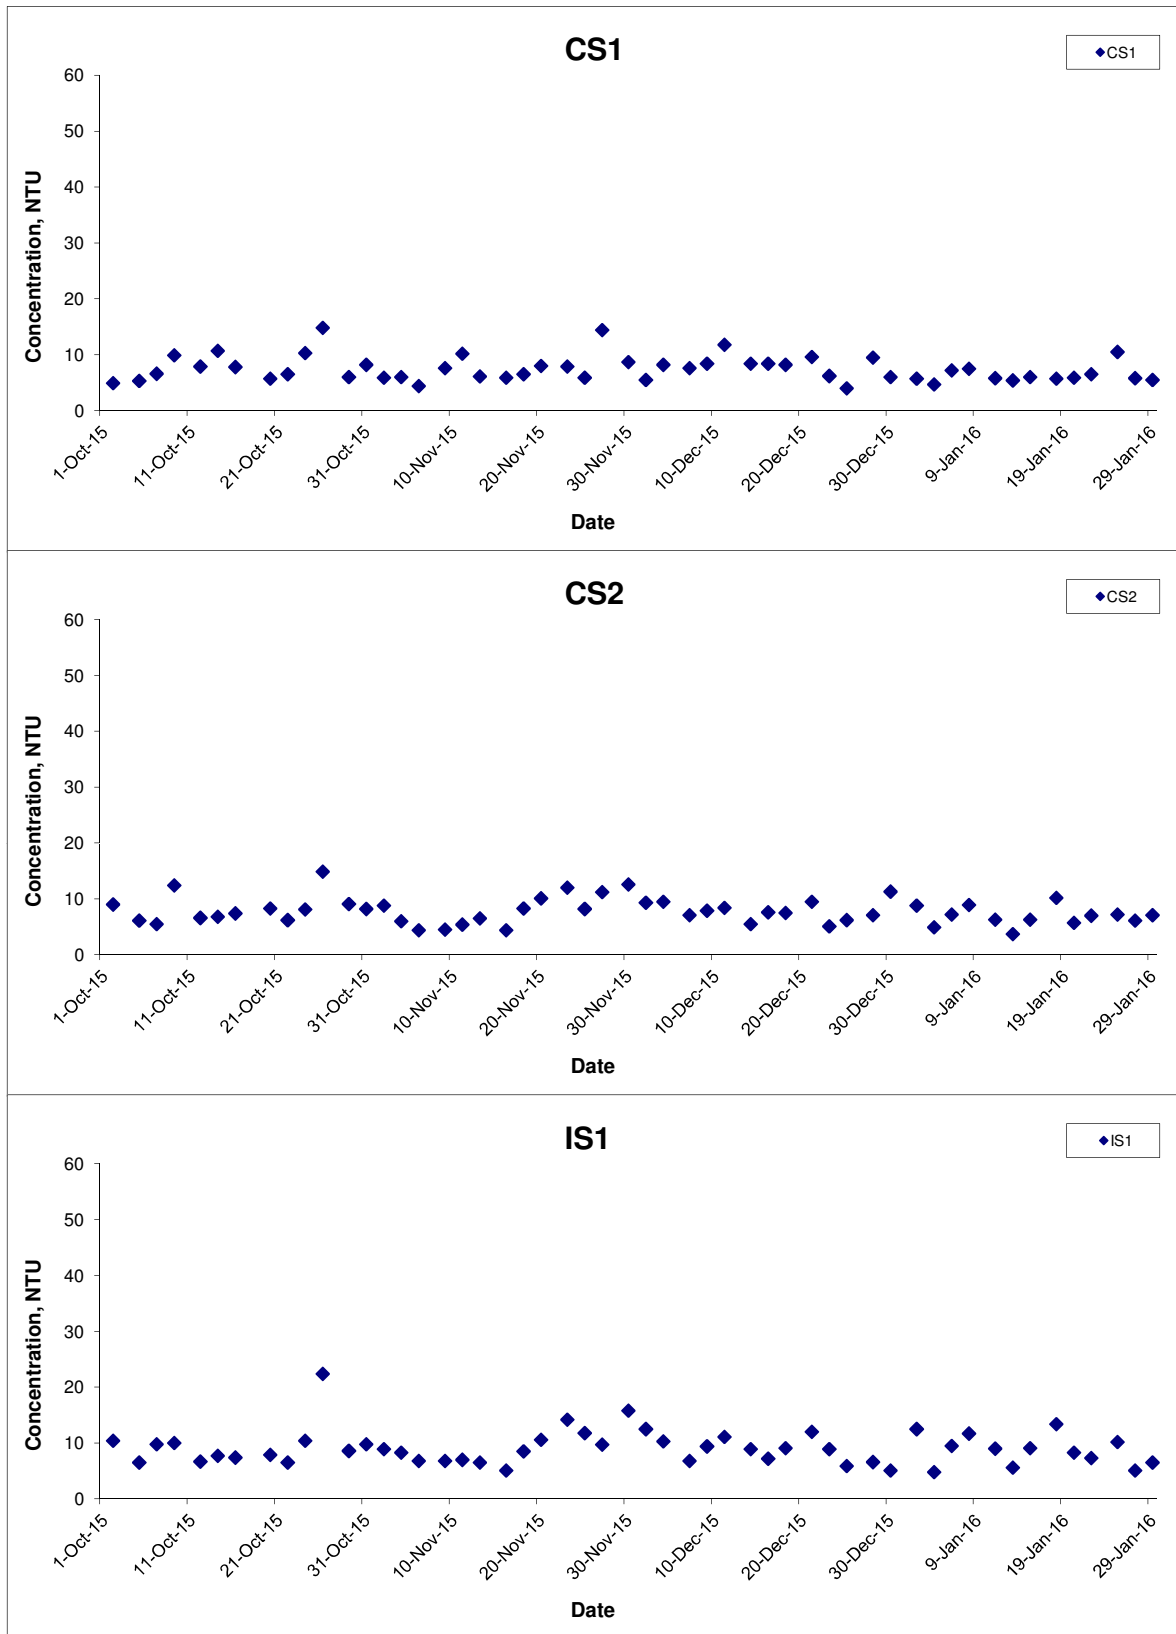 CS1
CS1
60
50
40
30
20
10
0
Concentration, NTU
1-Oct-15
11-Oct-15
21-Oct-15
31-Oct-15
10-Nov-15
20-Nov-15
30-Nov-15
10-Dec-15
20-Dec-15
30-Dec-15
9-Jan-16
19-Jan-16
29-Jan-16
Date
CS2
CS2
60
50
40
30
20
10
0
Concentration, NTU
1-Oct-15
11-Oct-15
21-Oct-15
31-Oct-15
10-Nov-15
20-Nov-15
30-Nov-15
10-Dec-15
20-Dec-15
30-Dec-15
9-Jan-16
19-Jan-16
29-Jan-16
Date
IS1
IS1
60
50
40
30
20
10
0
Concentration, NTU
1-Oct-15
11-Oct-15
21-Oct-15
31-Oct-15
10-Nov-15
20-Nov-15
30-Nov-15
10-Dec-15
20-Dec-15
30-Dec-15
9-Jan-16
19-Jan-16
29-Jan-16
Date